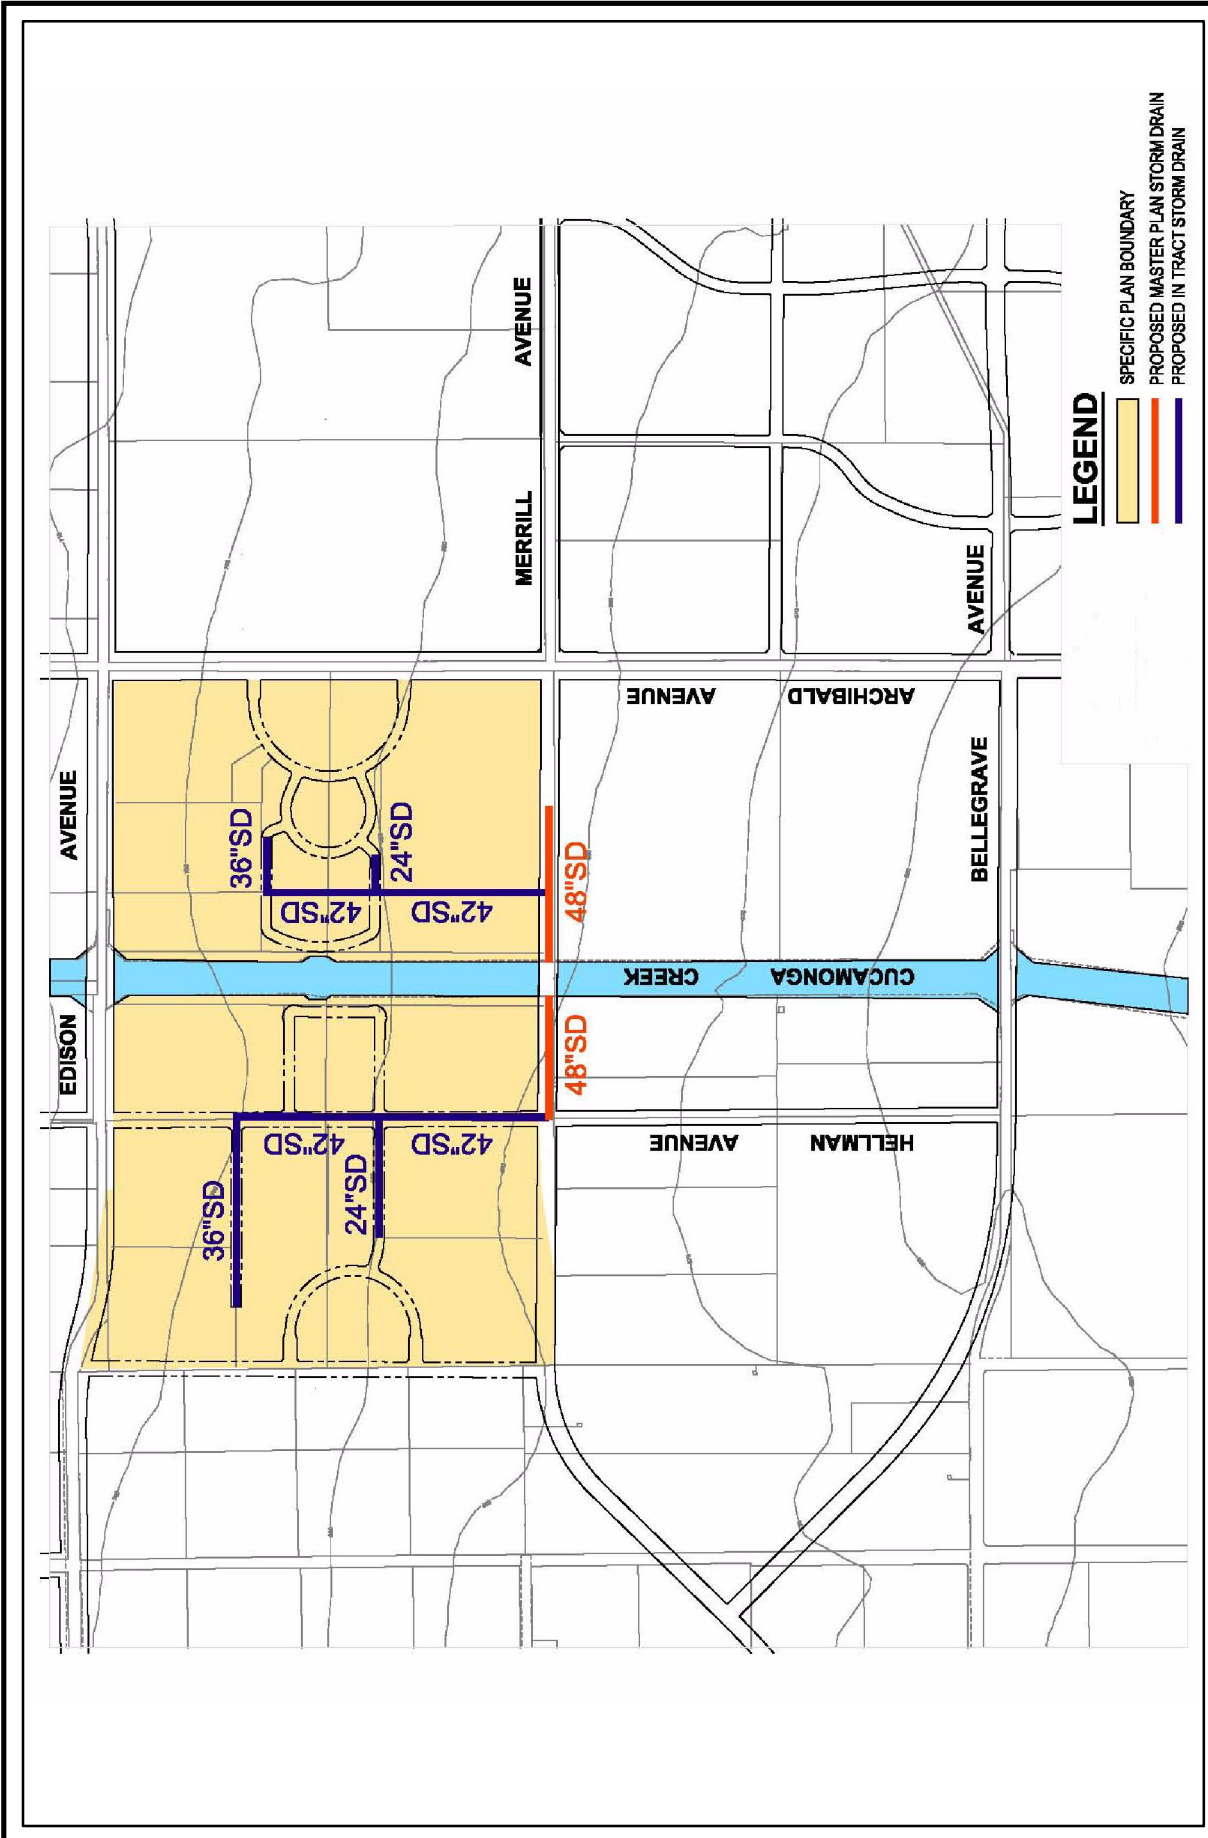 EDISON
AVENUE
36"SD
24"SD
42"SD
42"SD
36"SD
24"SD
42"SD
42"SD
48"SD
48"SD
MERRILL
AVENUE
HELLMAN
AVENUE
CUCAMONGA
CREEK
ARCHIBALD
AVENUE
BELLEGRAVE
AVENUE
LEGEND
SPECIFIC PLAN BOUNDARY
PROPOSED MASTER PLAN STORM DRAIN
PROPOSED IN TRACT STORM DRAIN